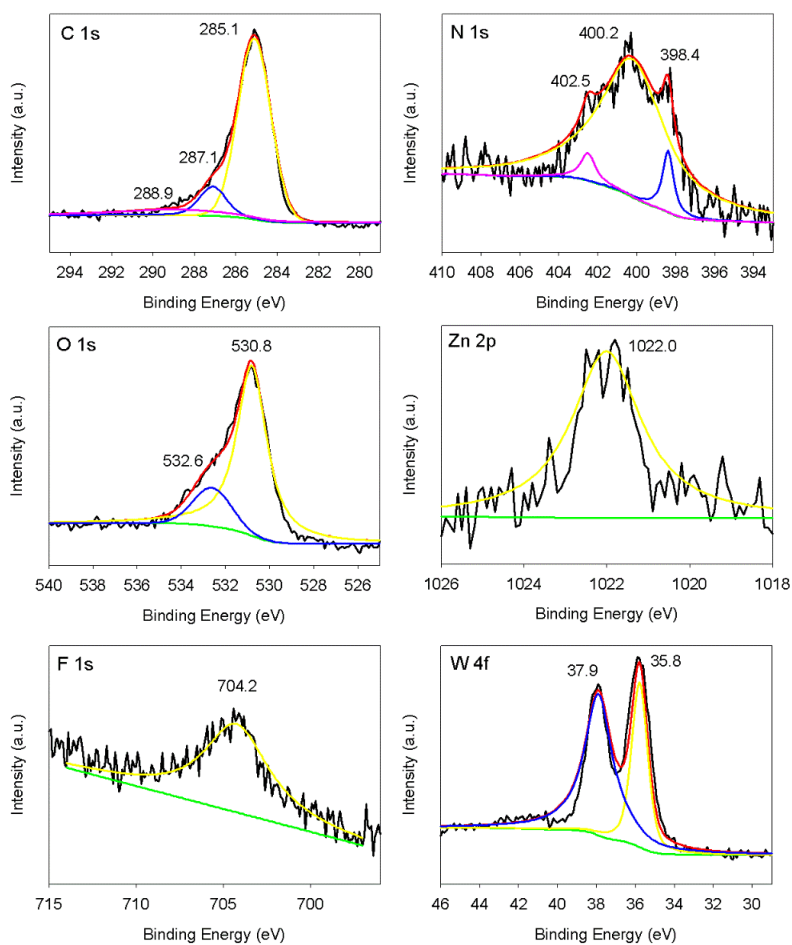 C 1s
285.1
287.1
288.9
Intensity (a.u.)
294 292 290 288 286 284 282 280
Binding Energy (eV)
N 1s
400.2
402.5
398.4
Intensity (a.u.)
410 408 406 404 402 400 398 396 394
Binding Energy (eV)
O 1s
530.8
532.6
Intensity (a.u.)
540 538 536 534 532 530 528 526
Binding Energy (eV)
Zn 2p
1022.0
Intensity (a.u.)
1026 1024 1022 1020 1018
Binding Energy (eV)
F 1s
704.2
Intensity (a.u.)
715 710 705 700
Binding Energy (eV)
W 4f
37.9
35.8
Intensity (a.u.)
46 44 42 40 38 36 34 32 30
Binding Energy (eV)